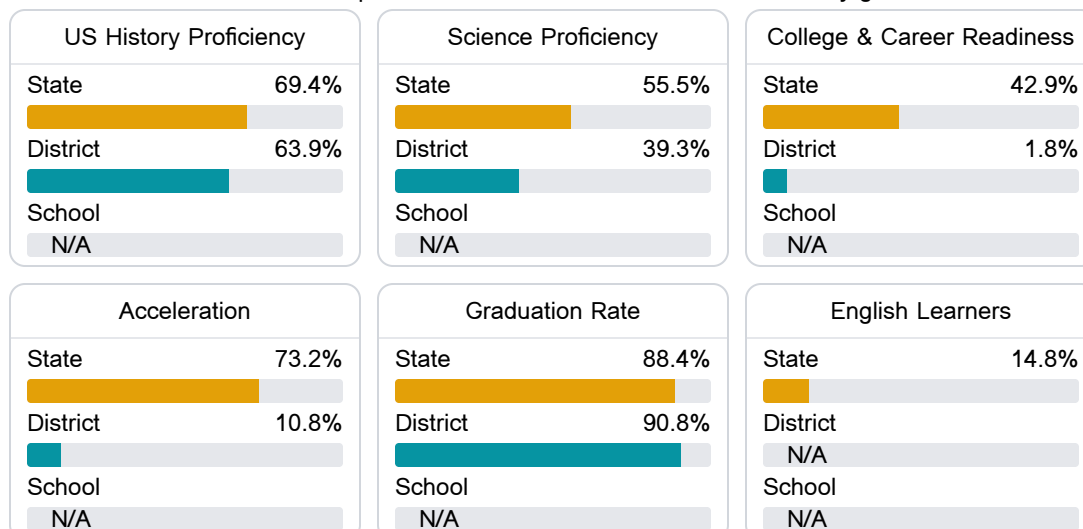 US History Proficiency
State 69.4%
District 63.9%
School
N/A
Science Proficiency
State 55.5%
District 39.3%
School
N/A
College & Career Readiness
State 42.9%
District 1.8%
School
N/A
Acceleration
State 73.2%
District 10.8%
School
N/A
Graduation Rate
State 88.4%
District 90.8%
School
N/A
English Learners
State 14.8%
District
N/A
School
N/A